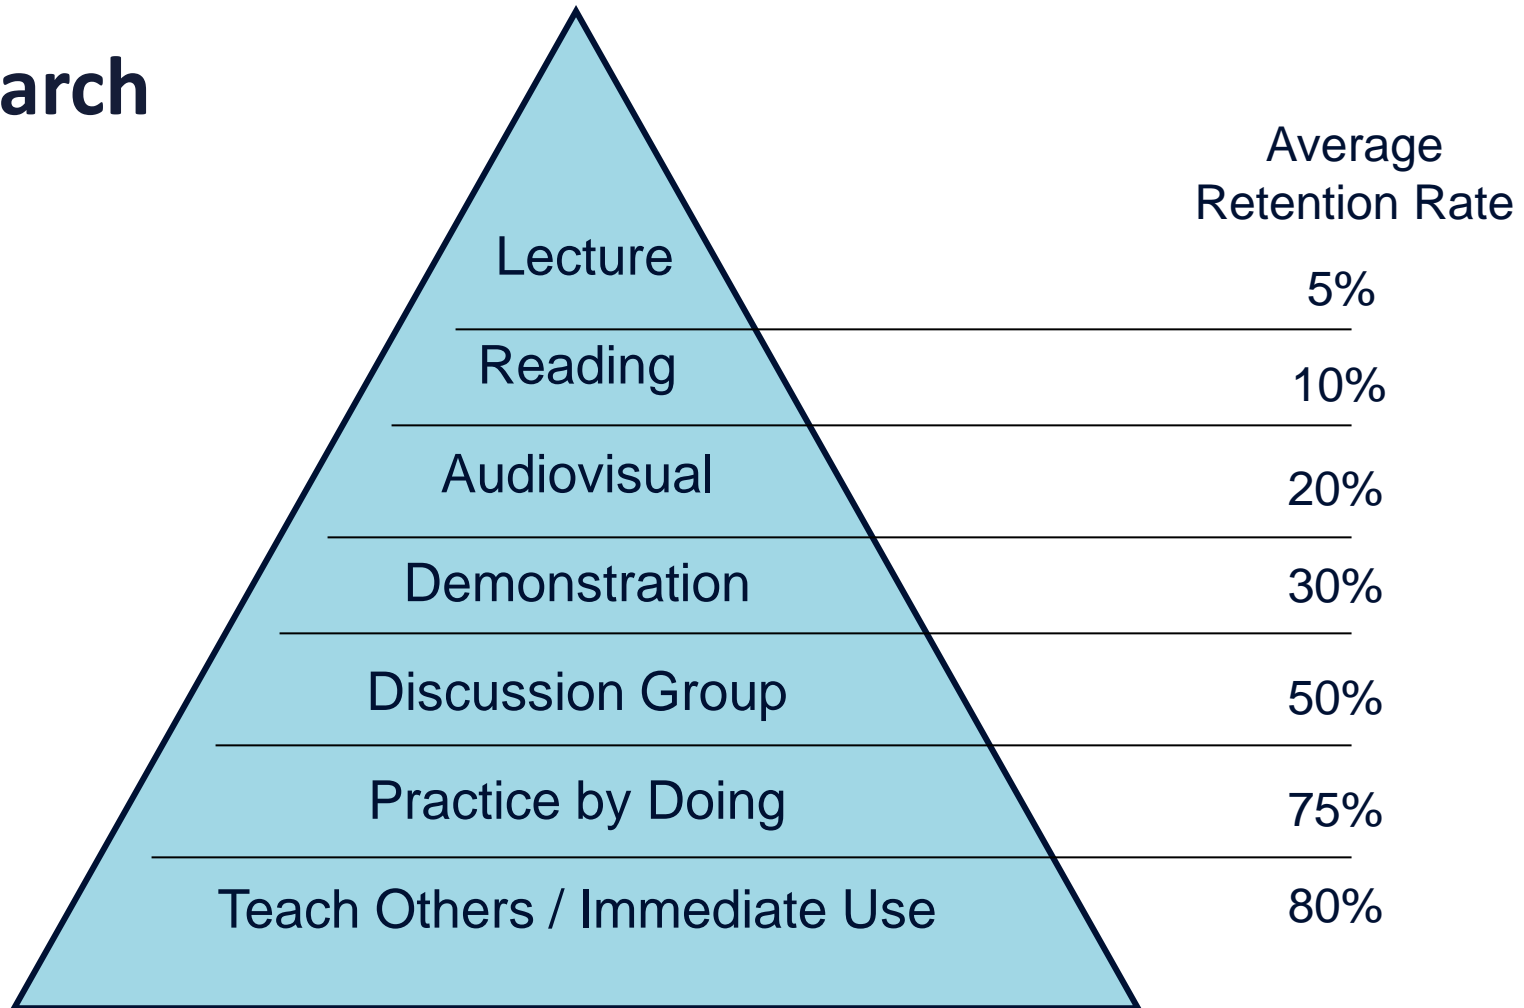 arch
Average
Retention Rate
Lecture
5%
Reading
10%
Audiovisual
20%
Demonstration
30%
Discussion Group
50%
Practice by Doing
75%
Teach Others / Immediate Use
80%